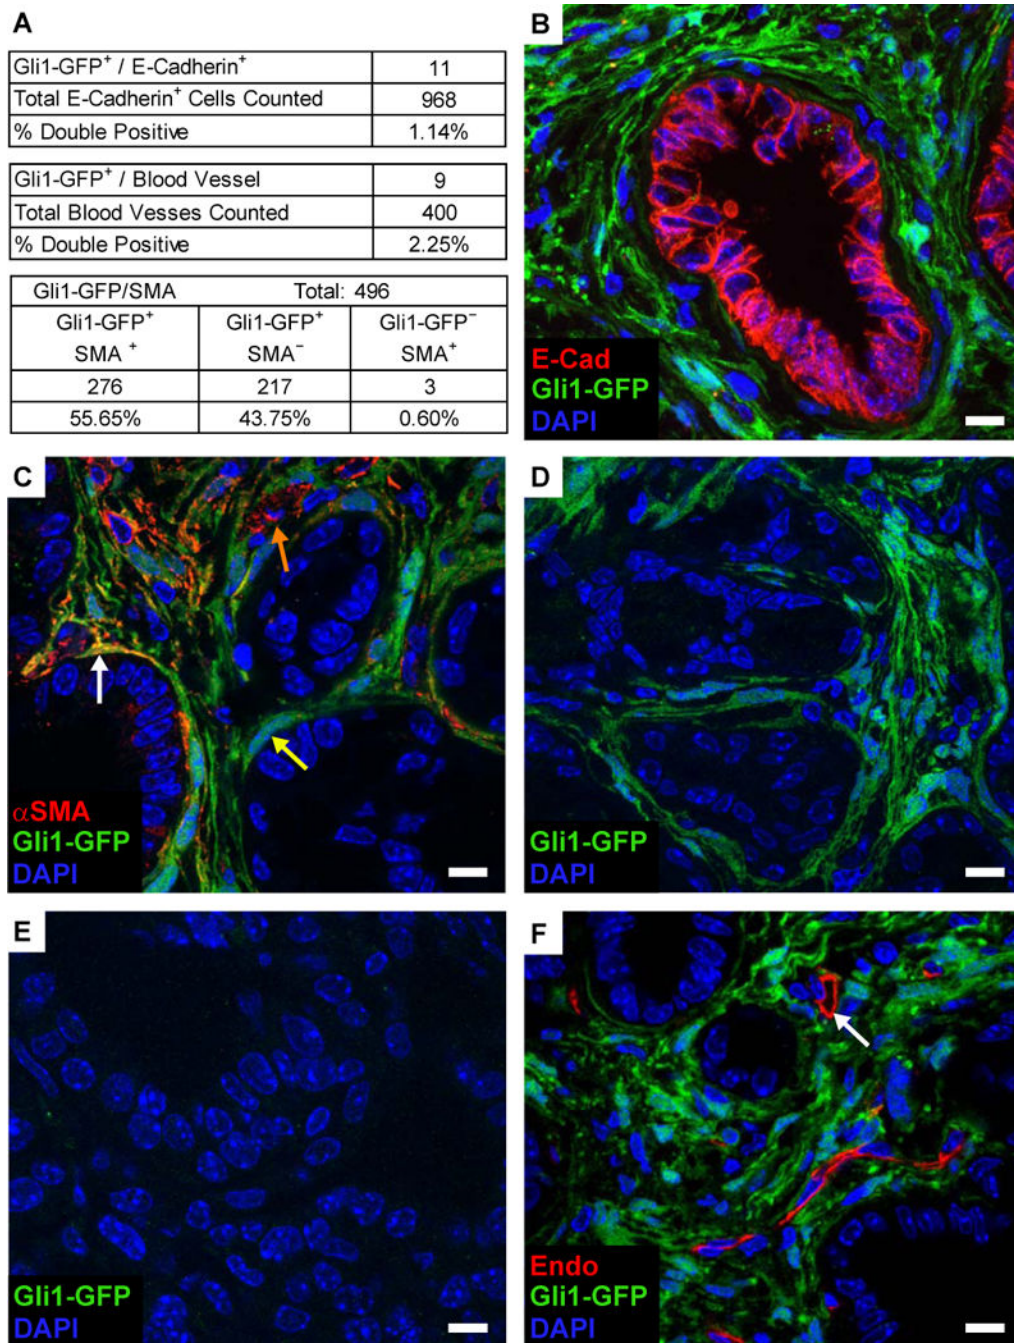 A
Gli1-GFP⁺ / E-Cadherin⁺ 11
Total E-Cadherin⁺ Cells Counted 968
% Double Positive 1.14%
Gli1-GFP⁺ / Blood Vessel 9
Total Blood Vesses Counted 400
% Double Positive 2.25%
Gli1-GFP/SMA Total: 496
Gli1-GFP⁺ Gli1-GFP⁺ Gli1-GFP⁻
SMA⁺ SMA⁻ SMA⁺
276 217 3
55.65% 43.75% 0.60%
B
E-Cad
Gli1-GFP
DAPI
C
αSMA
Gli1-GFP
DAPI
D
Gli1-GFP
DAPI
E
Gli1-GFP
DAPI
F
Endo
Gli1-GFP
DAPI